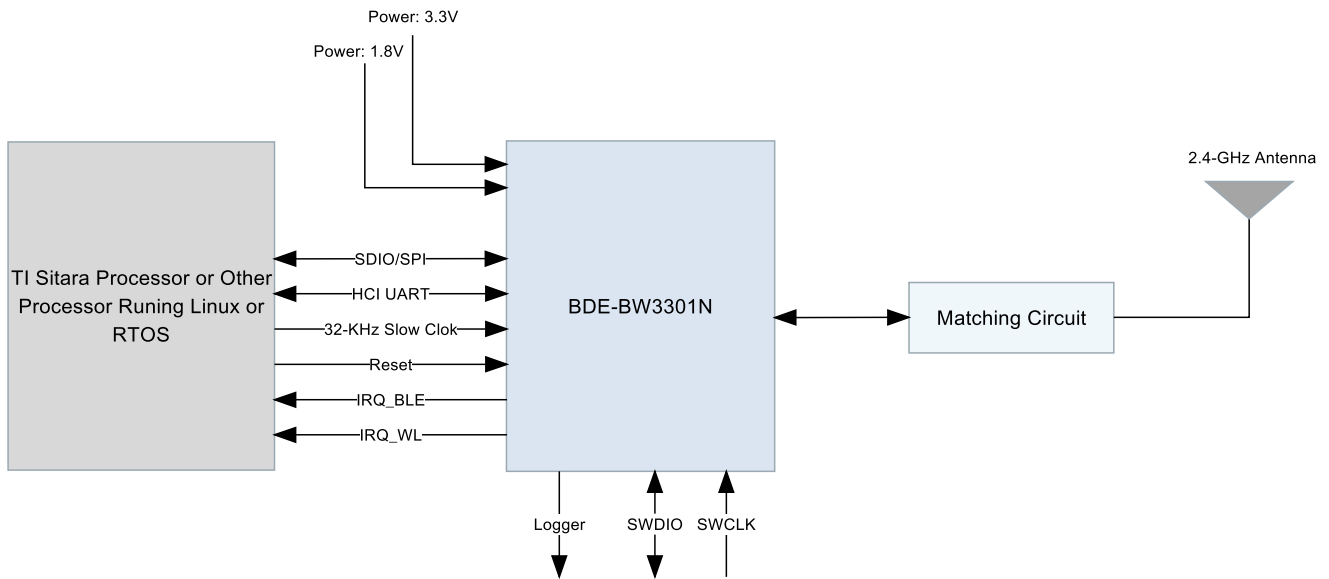 Power: 3.3V
Power: 1.8V
2.4-GHz Antenna
TI Sitara Processor or Other
Processor Runing Linux or
RTOS
SDIO/SPI
HCI UART
32-KHz Slow Clok
Reset
IRQ_BLE
IRQ_WL
BDE-BW3301N
Matching Circuit
Logger
SWDIO
SWCLK